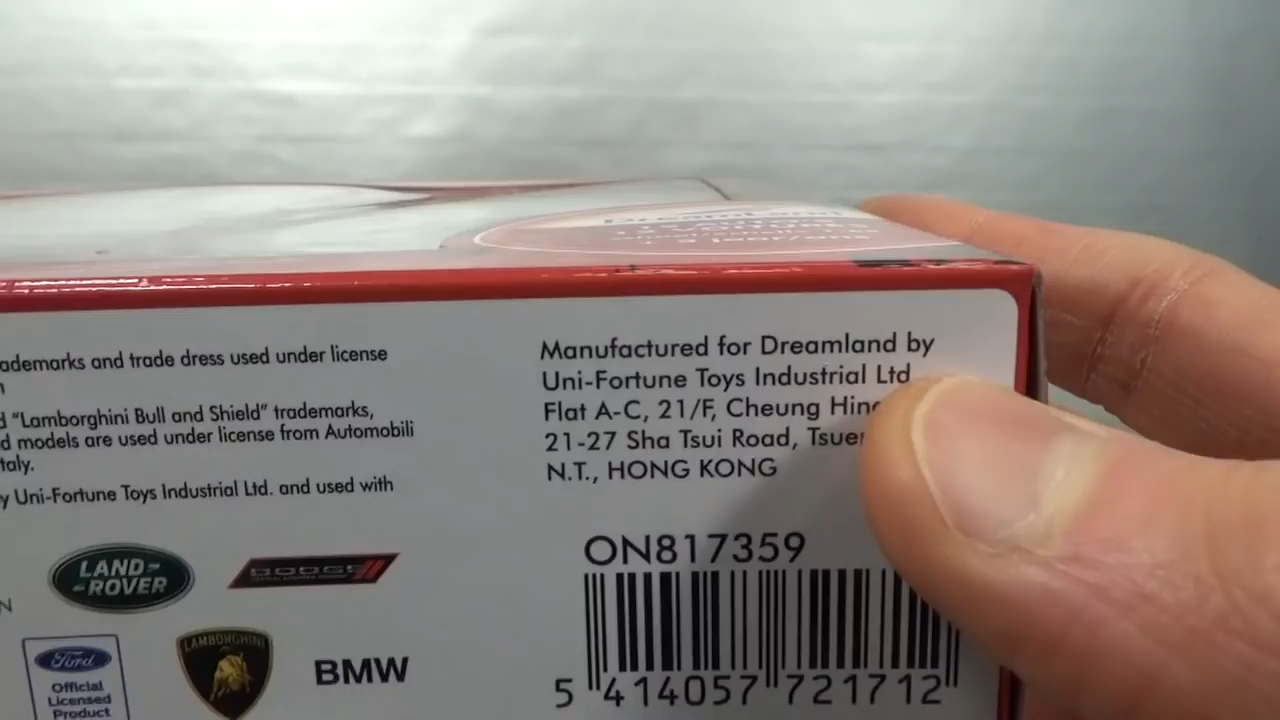 ademarks and trade dress used under license
"Lamborghini Bull and Shield" trademarks,
d models are used under license from Automobili
taly.
y Uni-Fortune Toys Industrial Ltd. and used with
LAND
ROVER
DODGE
Ford
Official
Licensed
Product
LAMBORGHINI
BMW
Manufactured for Dreamland by
Uni-Fortune Toys Industrial Ltd
Flat A-C, 21/F, Cheung Hing
21-27 Sha Tsui Road, Tsuen
N.T., HONG KONG
ON817359
5 414057 721712